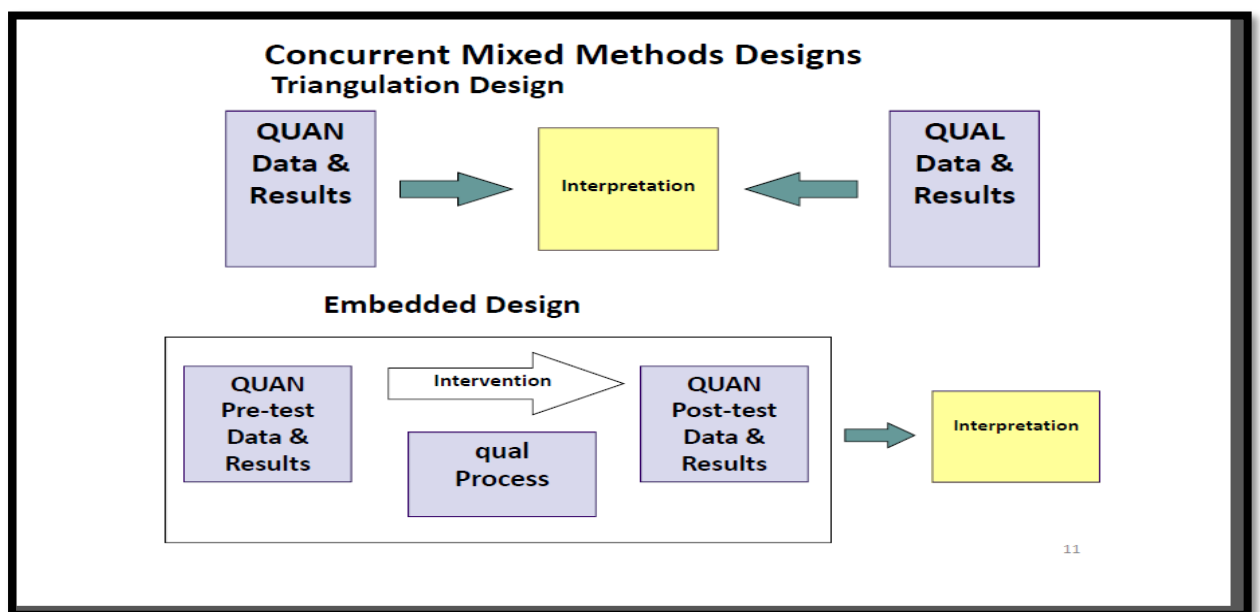 Concurrent Mixed Methods Designs
Triangulation Design
QUAN
Data &
Results
Interpretation
QUAL
Data &
Results
Embedded Design
QUAN
Pre-test
Data &
Results
Intervention
qual
Process
QUAN
Post-test
Data &
Results
Interpretation
11